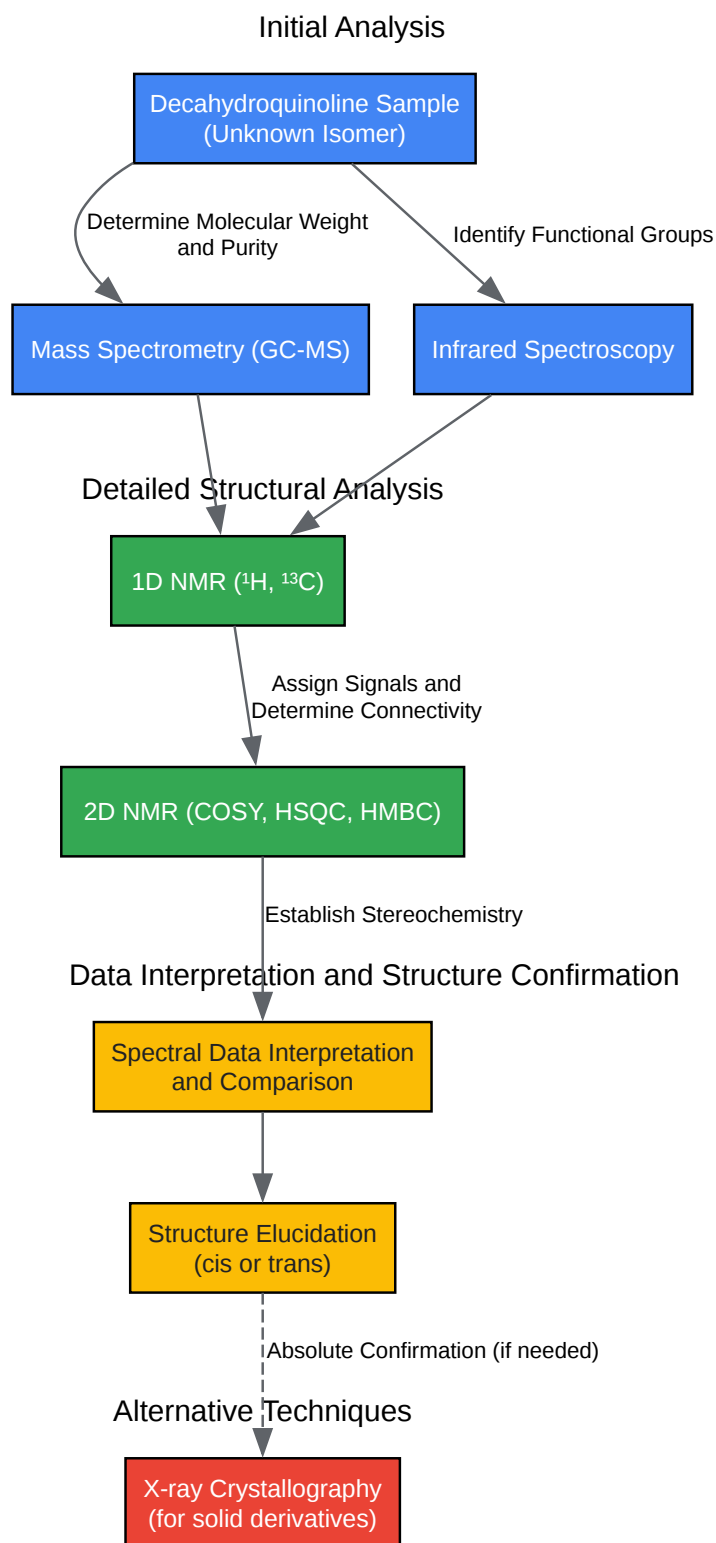 Initial Analysis
Decahydroquinoline Sample
(Unknown Isomer)
Determine Molecular Weight
and Purity
Identify Functional Groups
Mass Spectrometry (GC-MS)
Infrared Spectroscopy
Detailed Structural Analysis
1D NMR (¹H, ¹³C)
Assign Signals and
Determine Connectivity
2D NMR (COSY, HSQC, HMBC)
Establish Stereochemistry
Data Interpretation and Structure Confirmation
Spectral Data Interpretation
and Comparison
Structure Elucidation
(cis or trans)
Absolute Confirmation (if needed)
Alternative Techniques
X-ray Crystallography
(for solid derivatives)